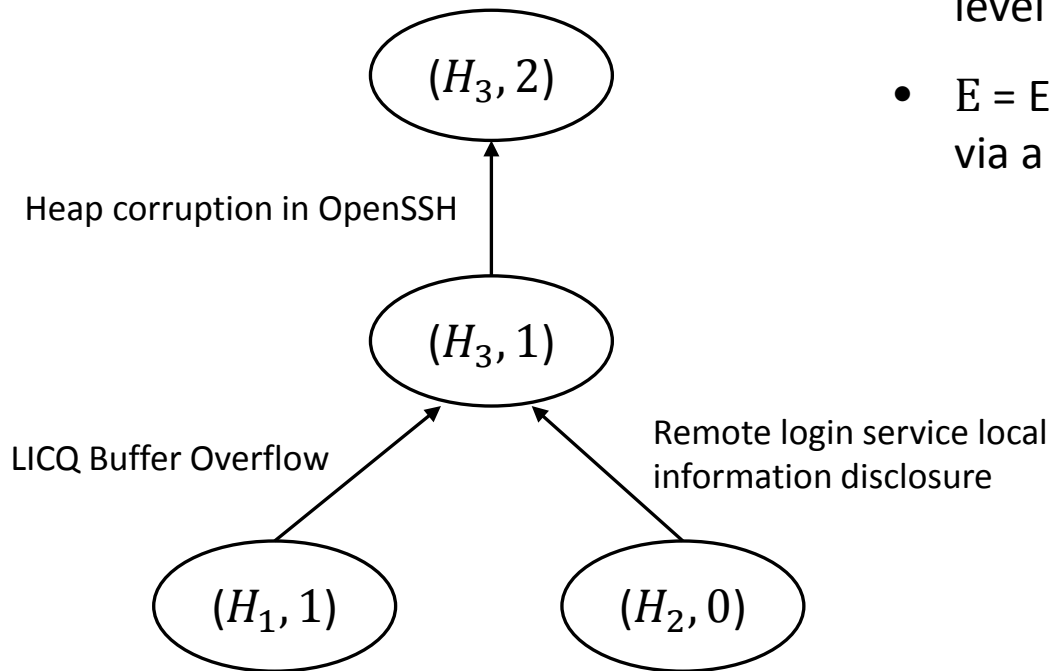 level
(H₃, 2)
• E = E
via a
Heap corruption in OpenSSH
(H₃, 1)
LICQ Buffer Overflow
Remote login service local
information disclosure
(H₁, 1)
(H₂, 0)